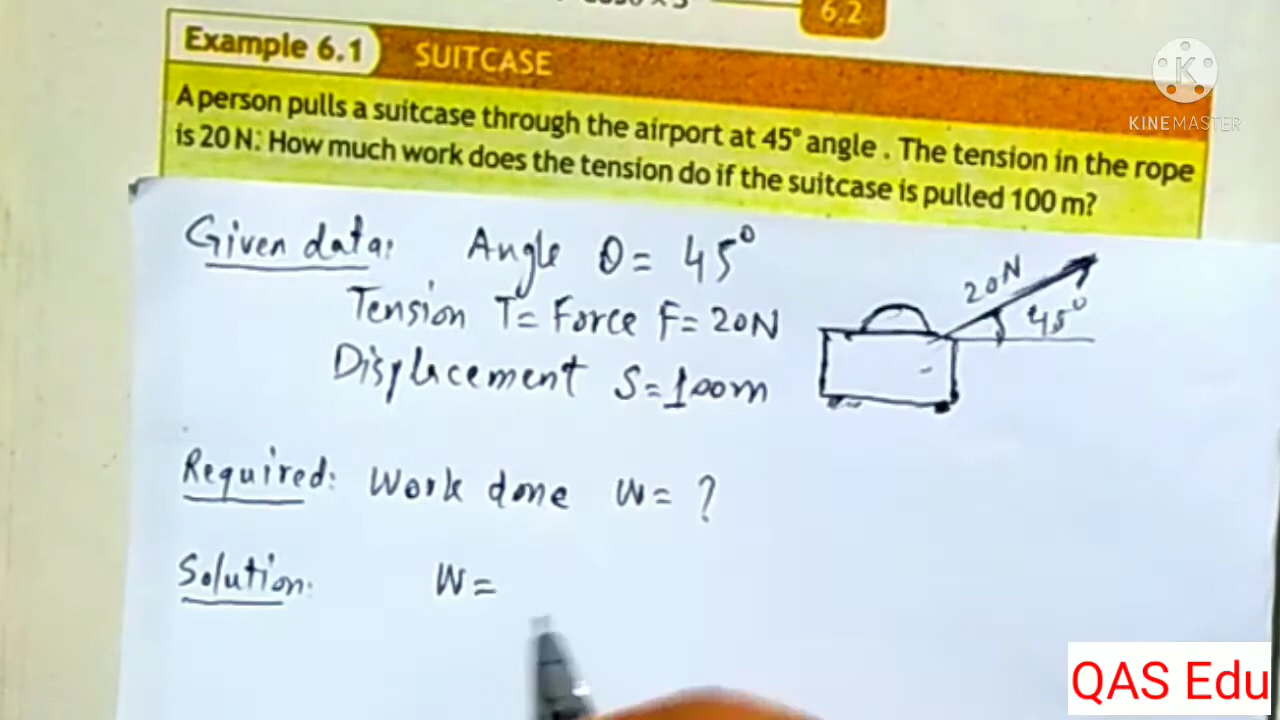 6.2
Example 6.1 SUITCASE
A person pulls a suitcase through the airport at 45° angle . The tension in the rope
is 20 N. How much work does the tension do if the suitcase is pulled 100 m?
Given data: Angle θ = 45°
Tension T = Force F = 20N
Displacement S = 100m
20N
45°
Required: Work done W = ?
Solution: W =
K
KINEMASTER
QAS Edu